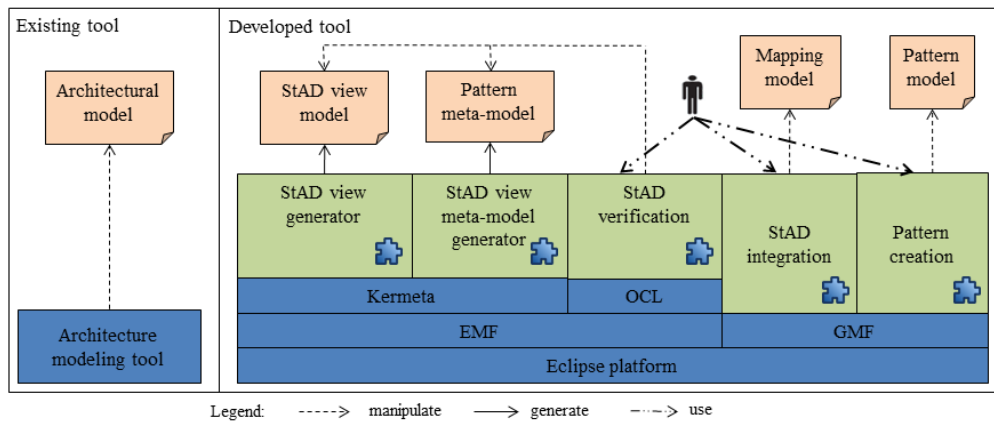 Existing tool
Developed tool
Architectural
model
StAD view
model
Pattern
meta-model
Mapping
model
Pattern
model
StAD view
generator
StAD view
meta-model
generator
StAD
verification
StAD
integration
Pattern
creation
Kermeta
OCL
EMF
GMF
Eclipse platform
Architecture
modeling tool
Legend:
manipulate
generate
use